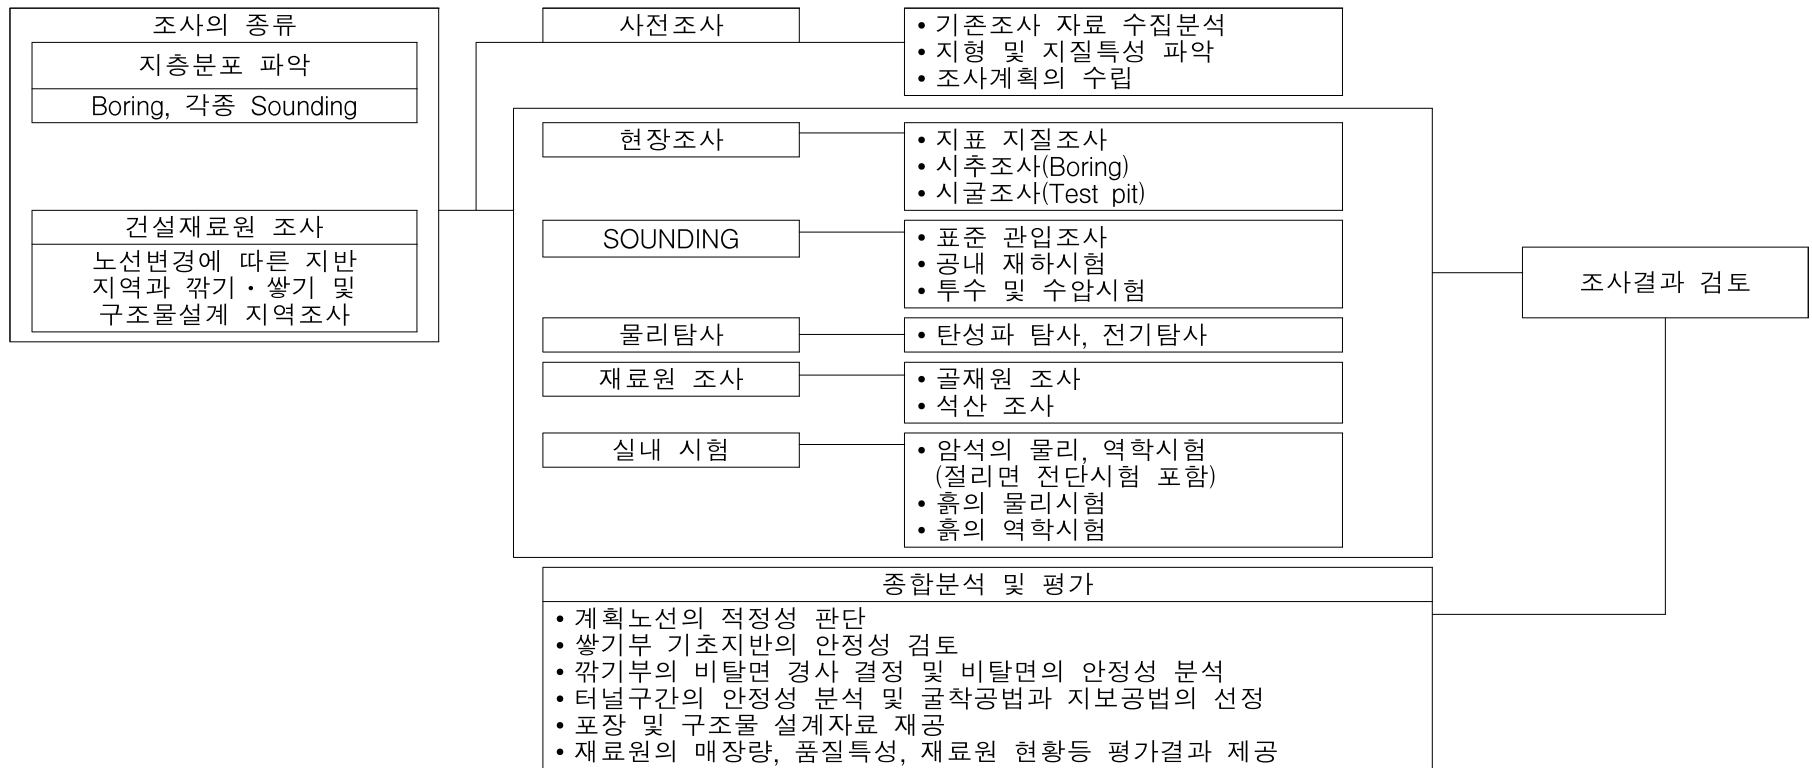 조사의 종류
지층분포 파악
Boring, 각종 Sounding
건설재료원 조사
노선변경에 따른 지반
지역과 깎기·쌓기 및
구조물설계 지역조사
사전조사
• 기존조사 자료 수집분석
• 지형 및 지질특성 파악
• 조사계획의 수립
현장조사
• 지표 지질조사
• 시추조사(Boring)
• 시굴조사(Test pit)
SOUNDING
• 표준 관입조사
• 공내 재하시험
• 투수 및 수압시험
물리탐사
• 탄성파 탐사, 전기탐사
재료원 조사
• 골재원 조사
• 석산 조사
실내 시험
• 암석의 물리, 역학시험
(절리면 전단시험 포함)
• 흙의 물리시험
• 흙의 역학시험
조사결과 검토
종합분석 및 평가
• 계획노선의 적정성 판단
• 쌓기부 기초지반의 안정성 검토
• 깎기부의 비탈면 경사 결정 및 비탈면의 안정성 분석
• 터널구간의 안정성 분석 및 굴착공법과 지보공법의 선정
• 포장 및 구조물 설계자료 재공
• 재료원의 매장량, 품질특성, 재료원 현황등 평가결과 제공